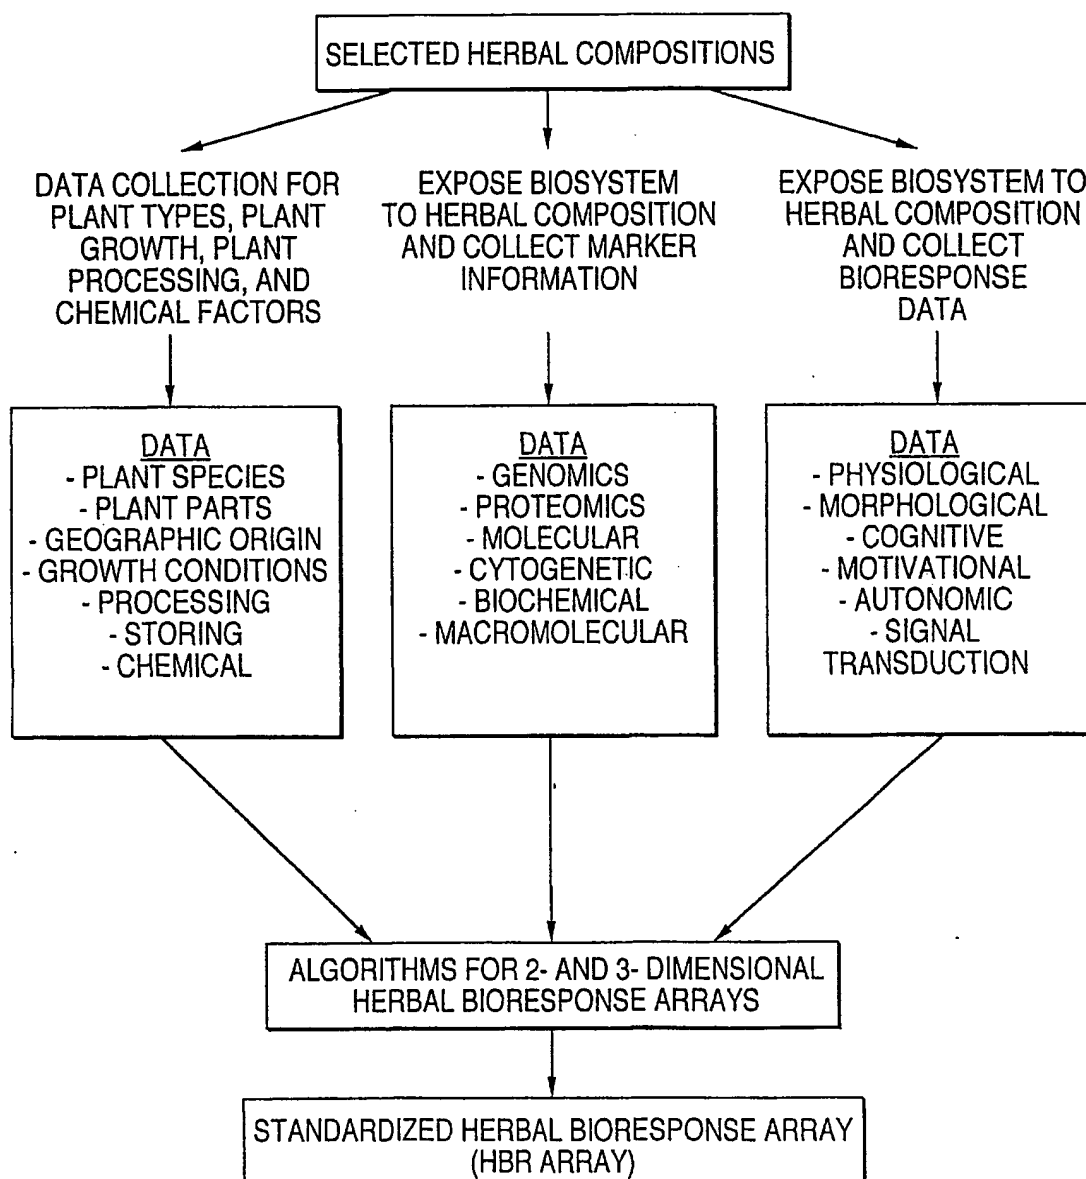 SELECTED HERBAL COMPOSITIONS
DATA COLLECTION FOR
PLANT TYPES, PLANT
GROWTH, PLANT
PROCESSING, AND
CHEMICAL FACTORS
EXPOSE BIOSYSTEM
TO HERBAL COMPOSITION
AND COLLECT MARKER
INFORMATION
EXPOSE BIOSYSTEM TO
HERBAL COMPOSITION
AND COLLECT
BIORESPONSE
DATA
DATA
- PLANT SPECIES
- PLANT PARTS
- GEOGRAPHIC ORIGIN
- GROWTH CONDITIONS
- PROCESSING
- STORING
- CHEMICAL
DATA
- GENOMICS
- PROTEOMICS
- MOLECULAR
- CYTOGENETIC
- BIOCHEMICAL
- MACROMOLECULAR
DATA
- PHYSIOLOGICAL
- MORPHOLOGICAL
- COGNITIVE
- MOTIVATIONAL
- AUTONOMIC
- SIGNAL
TRANSDUCTION
ALGORITHMS FOR 2- AND 3- DIMENSIONAL
HERBAL BIORESPONSE ARRAYS
STANDARDIZED HERBAL BIORESPONSE ARRAY
(HBR ARRAY)